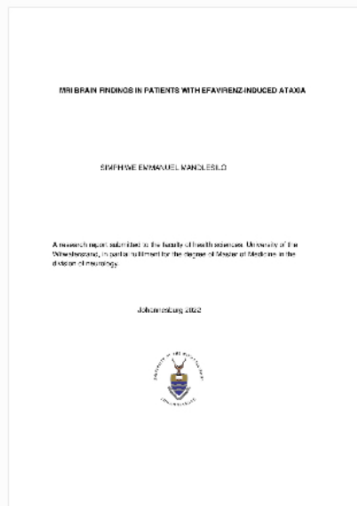 MRI BRAIN FINDINGS IN PATIENTS WITH EFAVIRENZ-INDUCED ATAXIA
EMMANUEL
A research report submitted to the faculty of health sciences, University of the
Witwatersrand, in partial fulfilment for the degree of Master of Medicine in the
division of neurology.
Johannesburg 2022